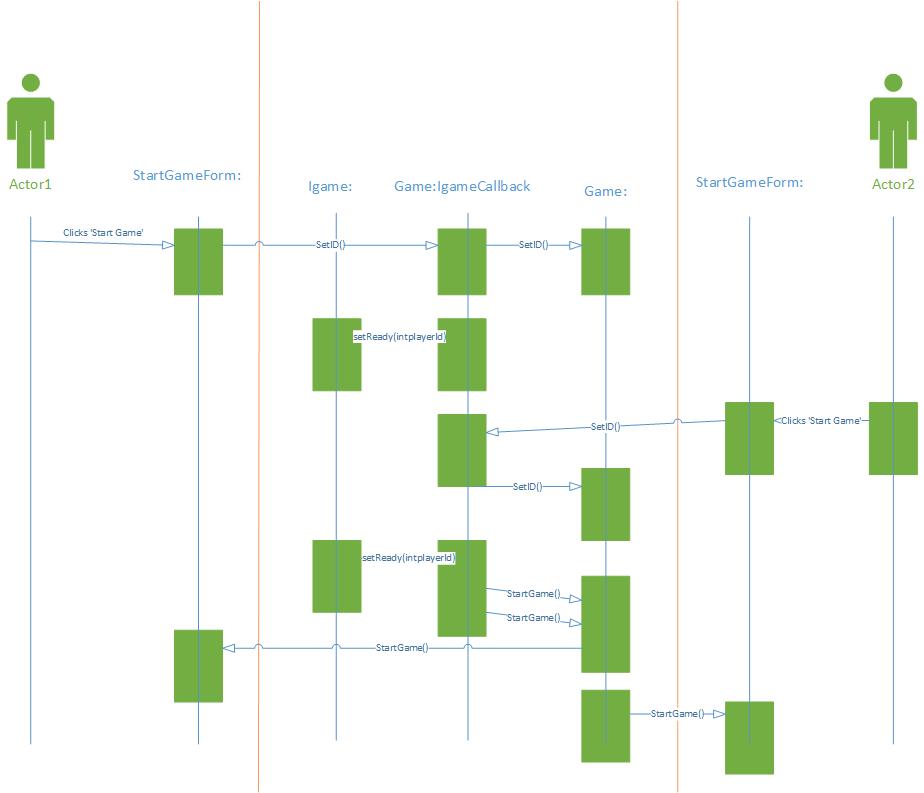 Actor1
StartGameForm:
Igame:
Game:IgameCallback
Game:
StartGameForm:
Actor2
Clicks 'Start Game'
SetID()
SetID()
setReady(intplayerId)
SetID()
Clicks 'Start Game'
SetID()
setReady(intplayerId)
StartGame()
StartGame()
StartGame()
StartGame()